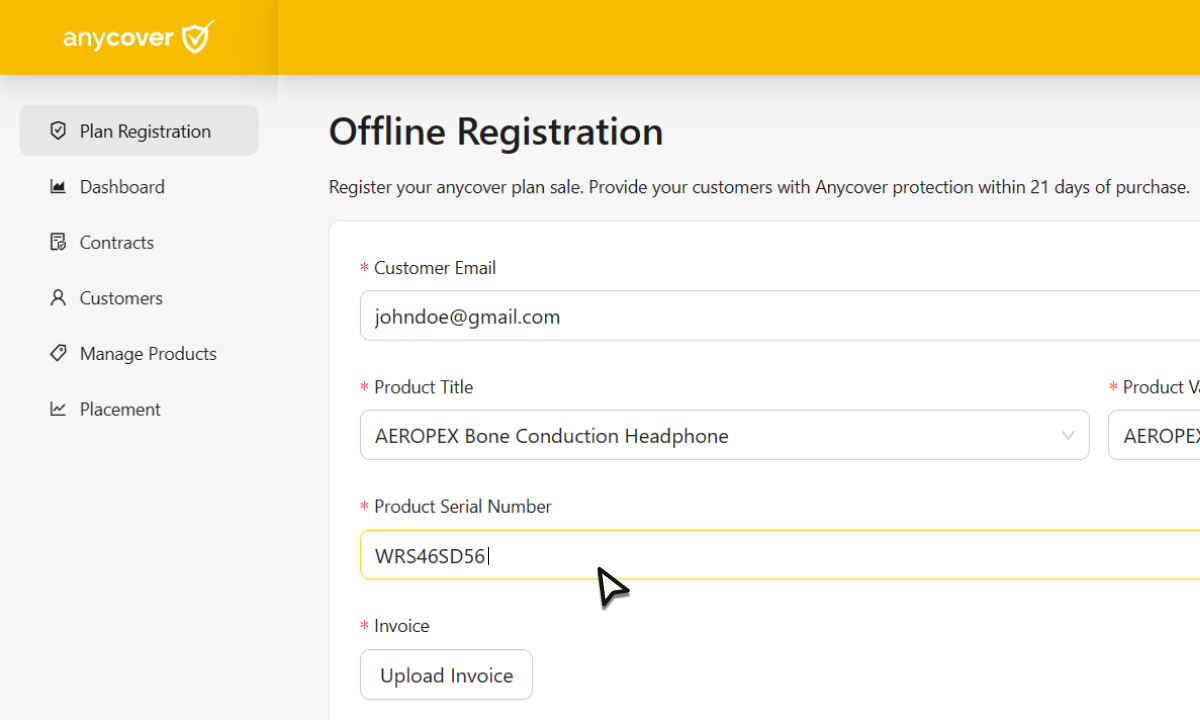 anycover
Plan Registration
Dashboard
Contracts
Customers
Manage Products
Placement
Offline Registration
Register your anycover plan sale. Provide your customers with Anycover protection within 21 days of purchase.
* Customer Email
johndoe@gmail.com
* Product Title
* Product Va
AEROPEX Bone Conduction Headphone
AEROPEX
* Product Serial Number
WRS46SD56
* Invoice
Upload Invoice